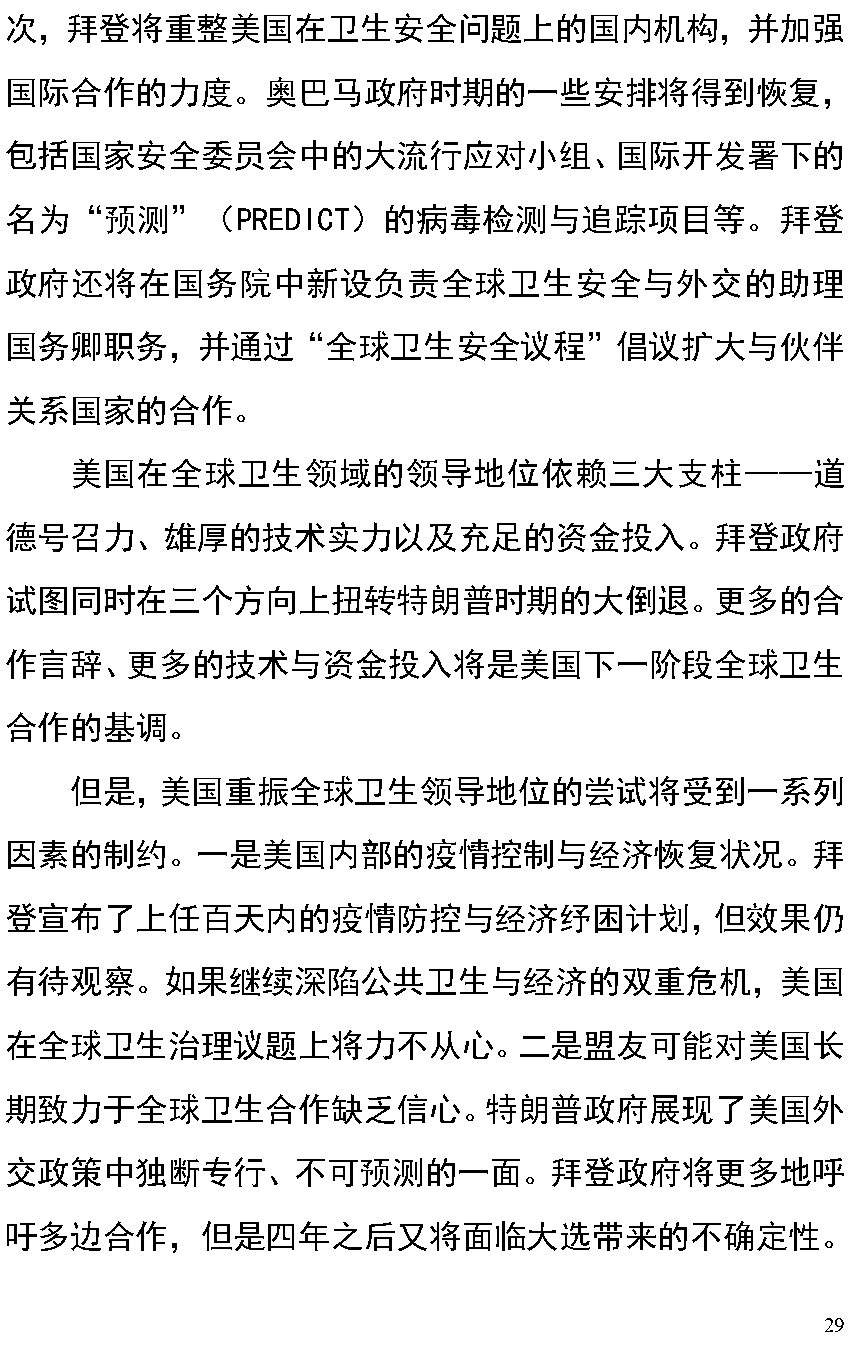 次，拜登将重整美国在卫生安全问题上的国内机构，并加强
国际合作的力度。奥巴马政府时期的一些安排将得到恢复，
包括国家安全委员会中的大流行应对小组、国际开发署下的
名为“预测”（PREDICT）的病毒检测与追踪项目等。拜登
政府还将在国务院中新设负责全球卫生安全与外交的助理
国务卿职务，并通过“全球卫生安全议程”倡议扩大与伙伴
关系国家的合作。
美国在全球卫生领域的领导地位依赖三大支柱——道
德号召力、雄厚的技术实力以及充足的资金投入。拜登政府
试图同时在三个方向上扭转特朗普时期的大倒退。更多的合
作言辞、更多的技术与资金投入将是美国下一阶段全球卫生
合作的基调。
但是，美国重振全球卫生领导地位的尝试将受到一系列
因素的制约。一是美国内部的疫情控制与经济恢复状况。拜
登宣布了上任百天内的疫情防控与经济纾困计划，但效果仍
有待观察。如果继续深陷公共卫生与经济的双重危机，美国
在全球卫生治理议题上将力不从心。二是盟友可能对美国长
期致力于全球卫生合作缺乏信心。特朗普政府展现了美国外
交政策中独断专行、不可预测的一面。拜登政府将更多地呼
吁多边合作，但是四年之后又将面临大选带来的不确定性。
29